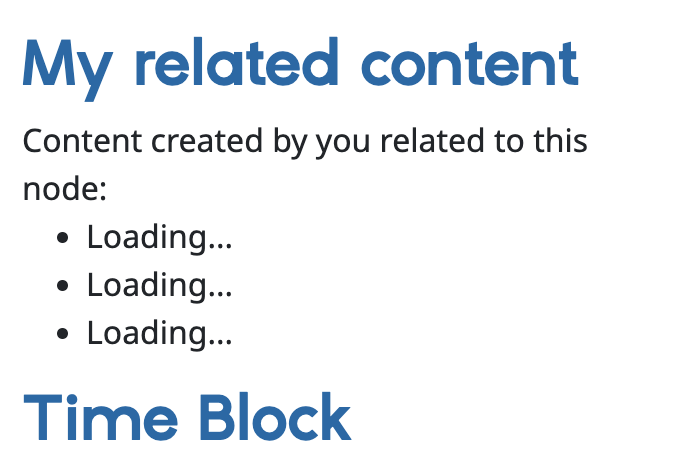 My related content
Content created by you related to this
node:
• Loading...
• Loading...
• Loading...
Time Block